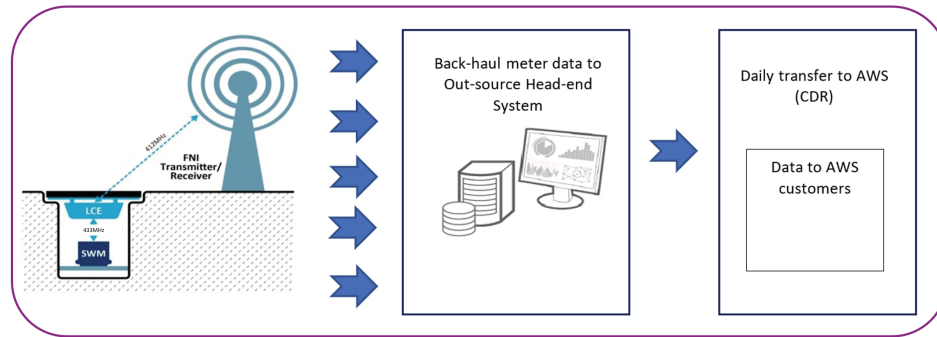 412MHz
FNI
Transmitter/
Receiver
LCE
433MHz
SWM
Back-haul meter data to
Out-source Head-end
System
Daily transfer to AWS
(CDR)
Data to AWS
customers